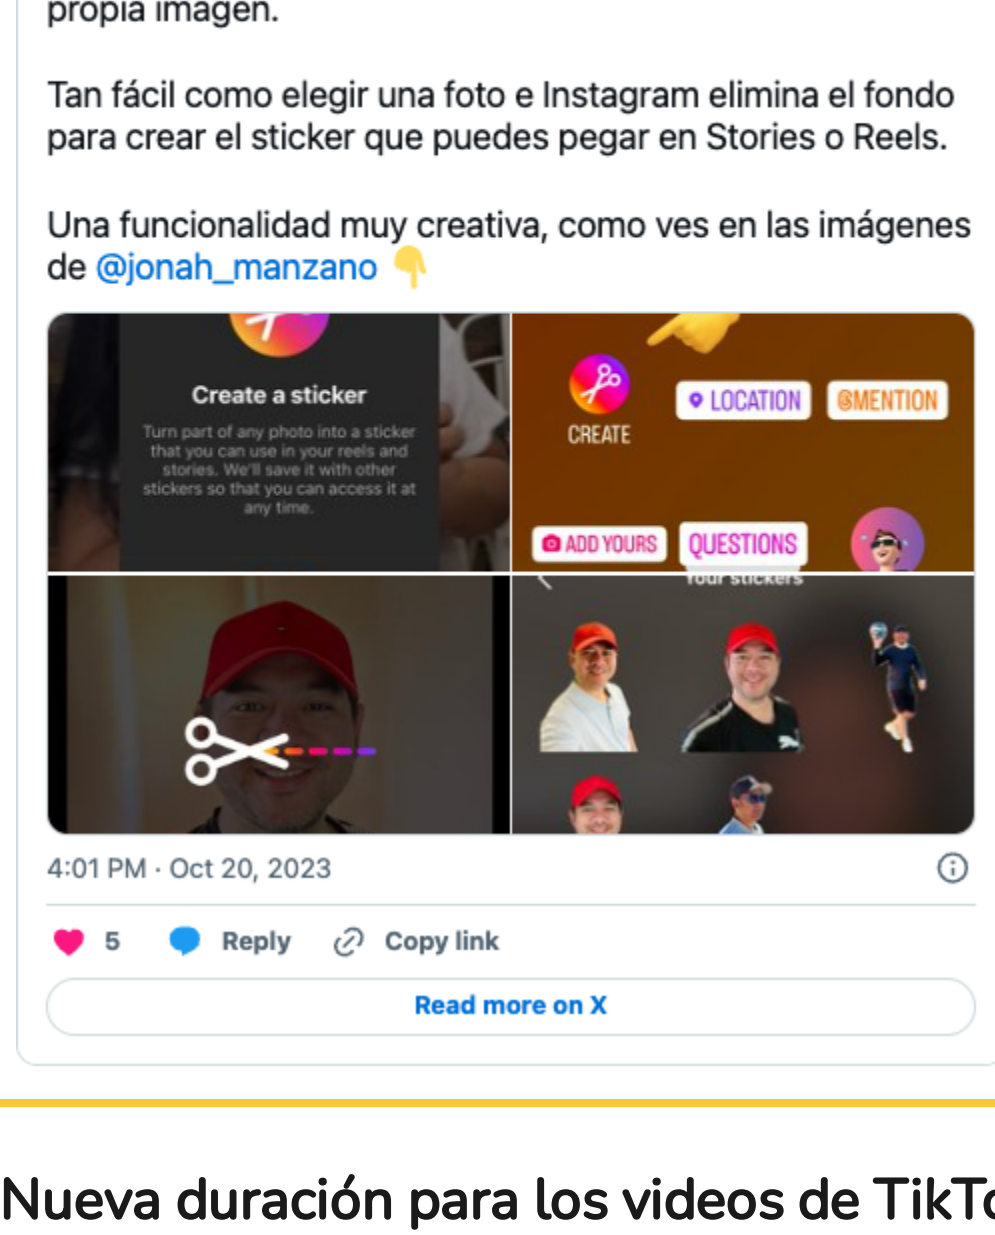 propia imagen.
Tan fácil como elegir una foto e Instagram elimina el fondo
para crear el sticker que puedes pegar en Stories o Reels.
Una funcionalidad muy creativa, como ves en las imágenes
de @jonah_manzano
Create a sticker
Turn part of any photo into a sticker
that you can use in your reels and
stories. We'll save it with other
stickers so that you can access it at
any time.
CREATE
LOCATION
@MENTION
ADD YOURS
QUESTIONS
Your stickers
4:01 PM · Oct 20, 2023
5 Reply Copy link
Read more on X
Nueva duración para los videos de TikTo